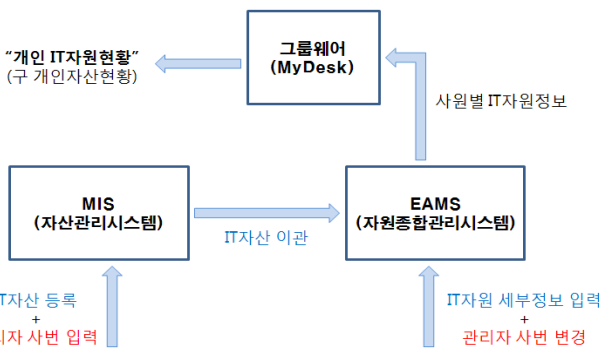 그룹웨어
(MyDesk)
“개인 IT자원현황”
(구 개인자산현황)
사원별 IT자원정보
MIS
(자산관리시스템)
EAMS
(자원종합관리시스템)
IT자산 이관
IT자산 등록
+
사번 입력
IT자원 세부정보 입력
+
관리자 사번 변경